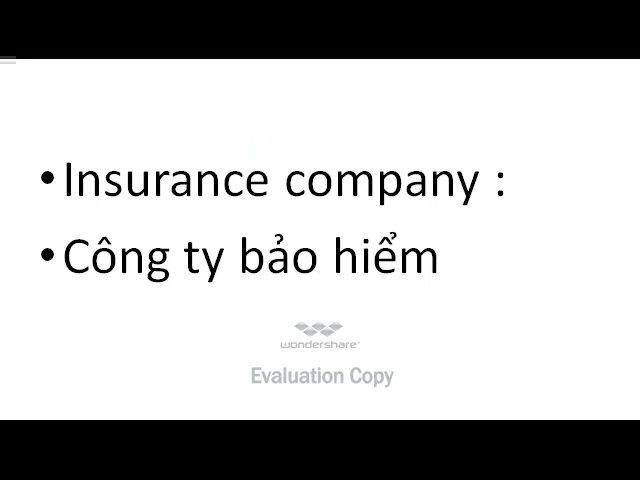 •Insurance company :
•Công ty bảo hiểm
wondershare
Evaluation Copy